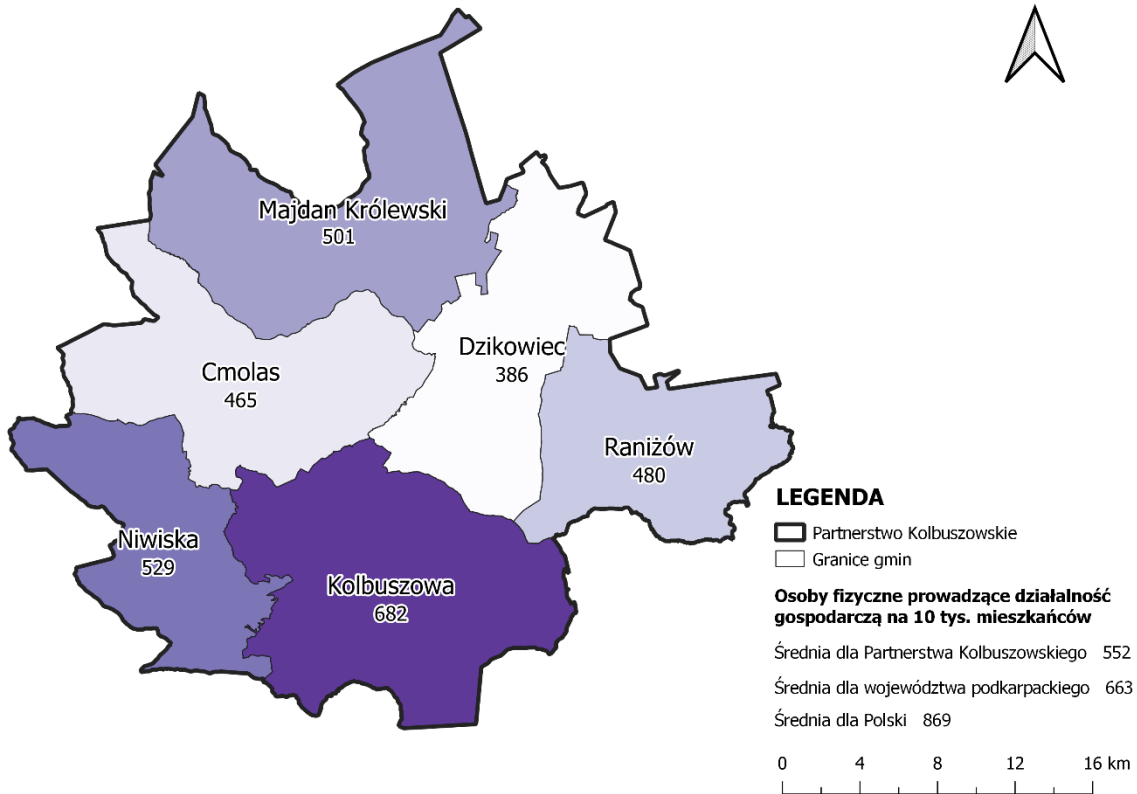 Majdan Królewski
501
Dzikowiec
386
Cmolas
465
Raniżów
480
Niwiska
529
Kolbuszowa
682
LEGENDA
Partnerstwo Kolbuszowskie
Granice gmin
Osoby fizyczne prowadzące działalność
gospodarczą na 10 tys. mieszkańców
Średnia dla Partnerstwa Kolbuszowskiego 552
Średnia dla województwa podkarpackiego 663
Średnia dla Polski 869
0 4 8 12 16 km